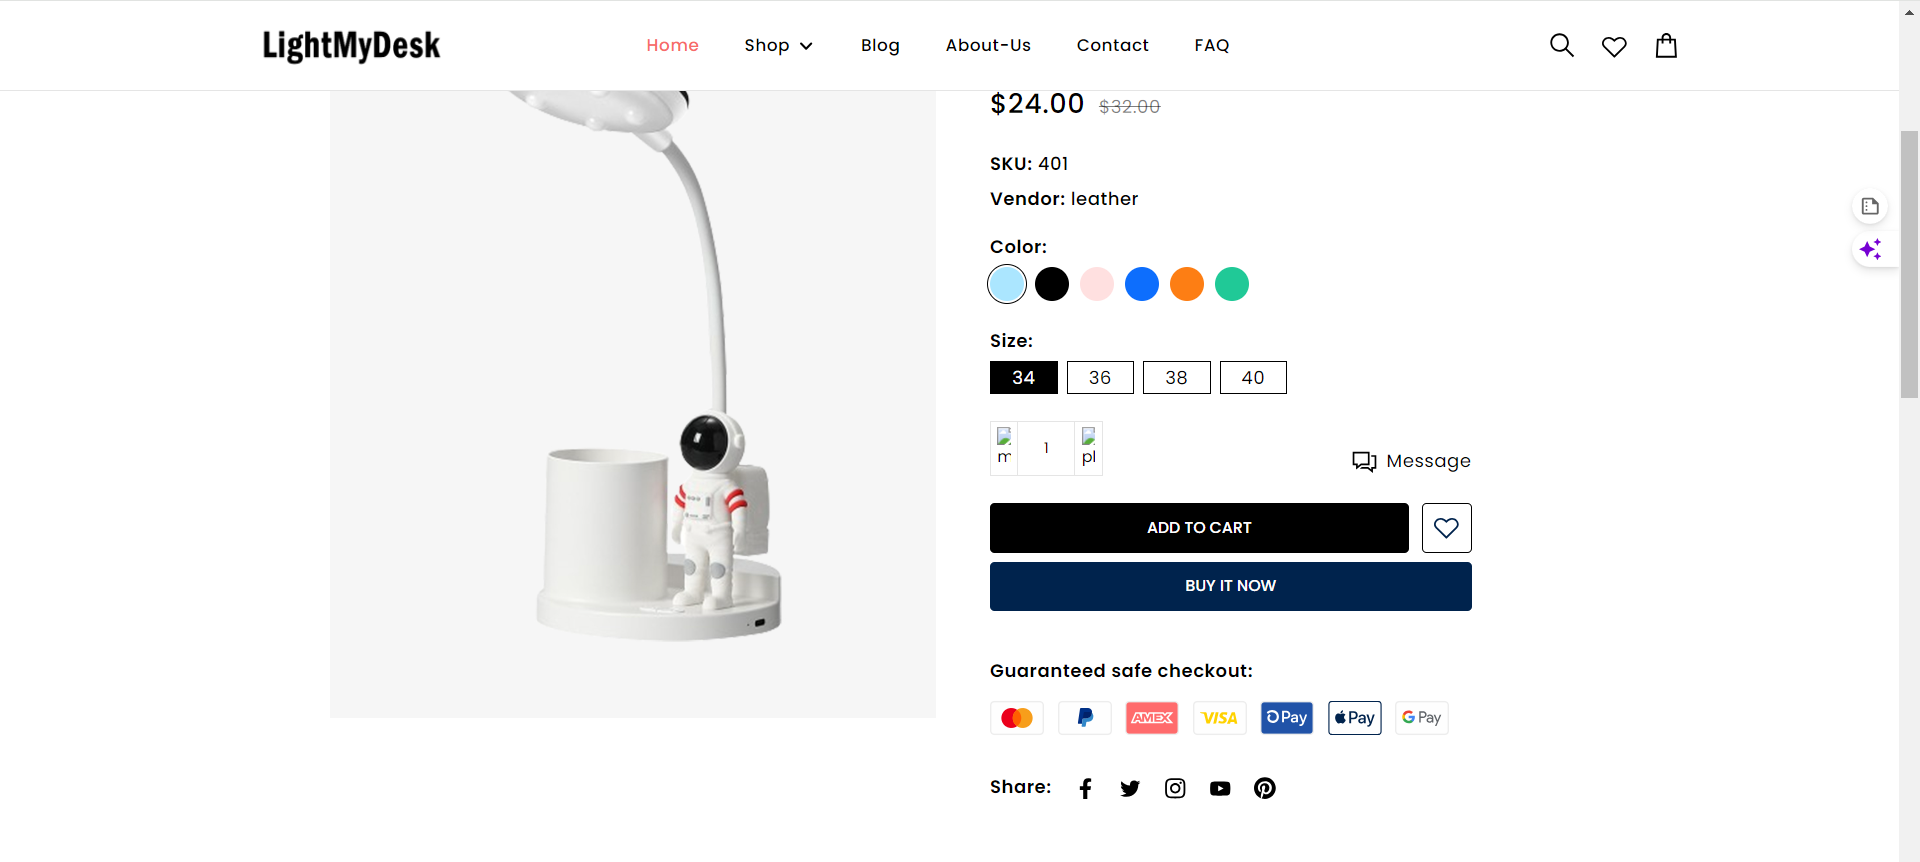 LightMyDesk
Home Shop Blog About-Us Contact FAQ
$24.00 $32.00
SKU: 401
Vendor: leather
Color:
Size:
34 36 38 40
m 1 pl
Message
ADD TO CART
BUY IT NOW
Guaranteed safe checkout:
AMEX VISA Pay Pay G Pay
Share: